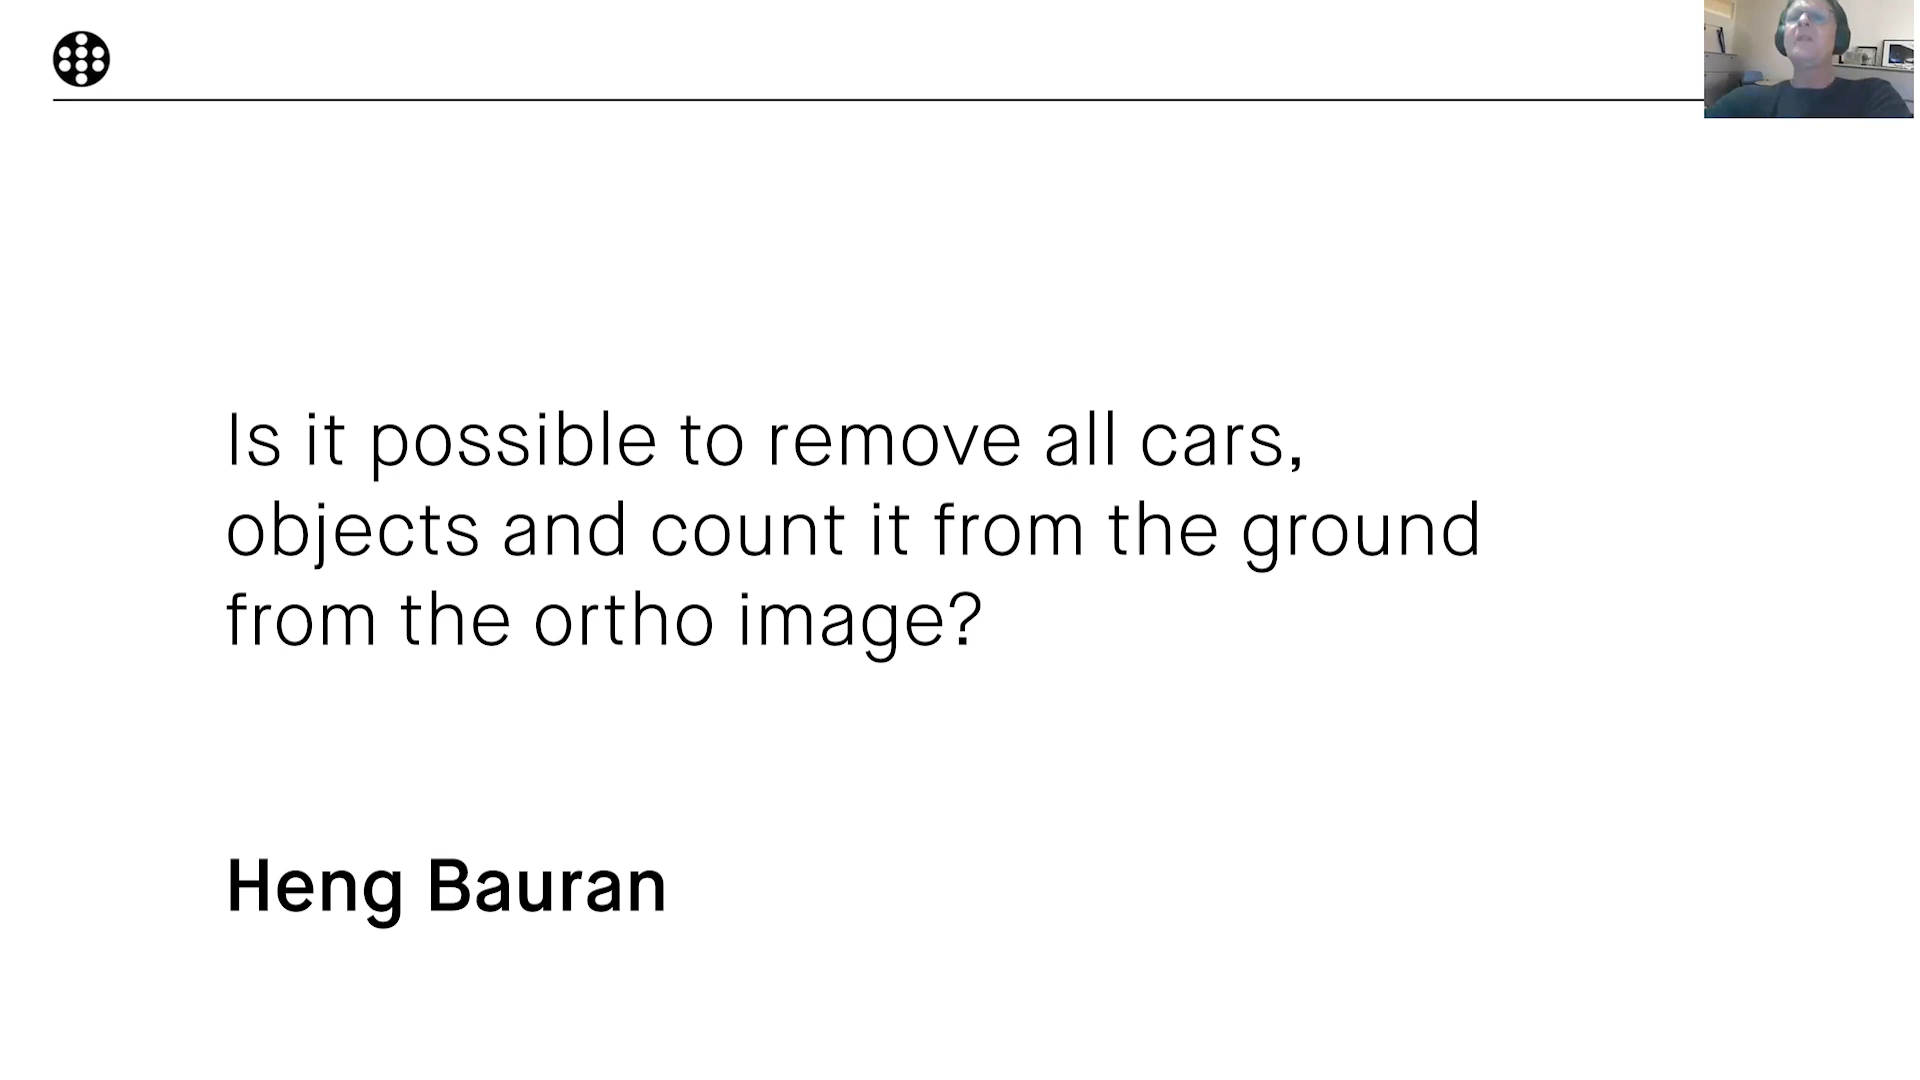 Is it possible to remove all cars,
objects and count it from the ground
from the ortho image?
Heng Bauran